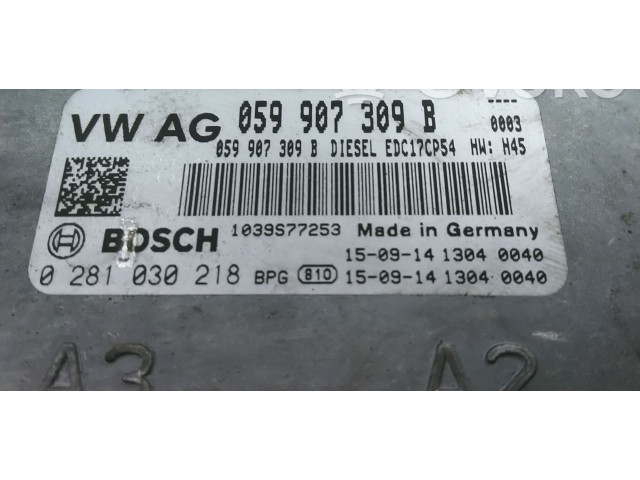 VW AG 059 907 309 B ----
0003
059 907 309 B DIESEL EDC17CP54 HW: H45
1039S77253 Made in Germany
BOSCH
15-09-14 1304 0040
0 281 030 218 BPG 810 15-09-14 1304 0040
A3 A2